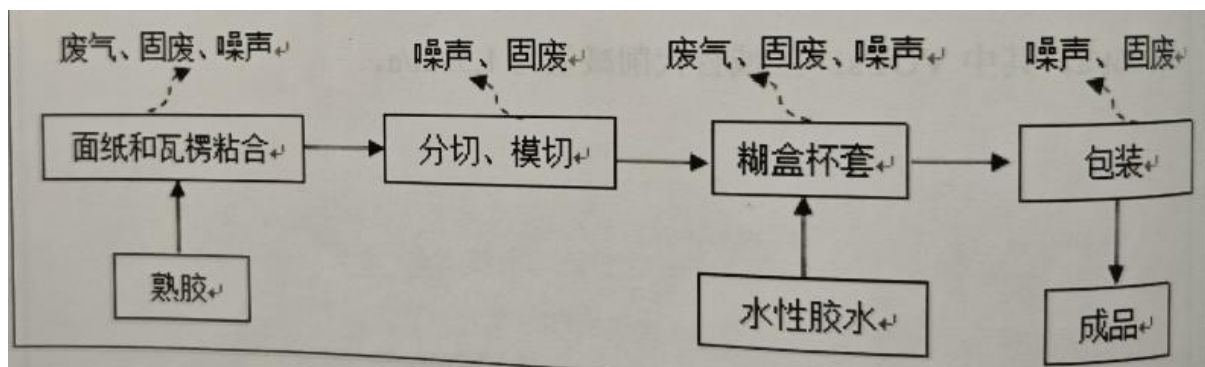 废气、固废、噪声
噪声、固废
废气、固废、噪声
噪声、固废
面纸和瓦楞粘合
分切、模切
糊盒杯套
包装
熟胶
水性胶水
成品